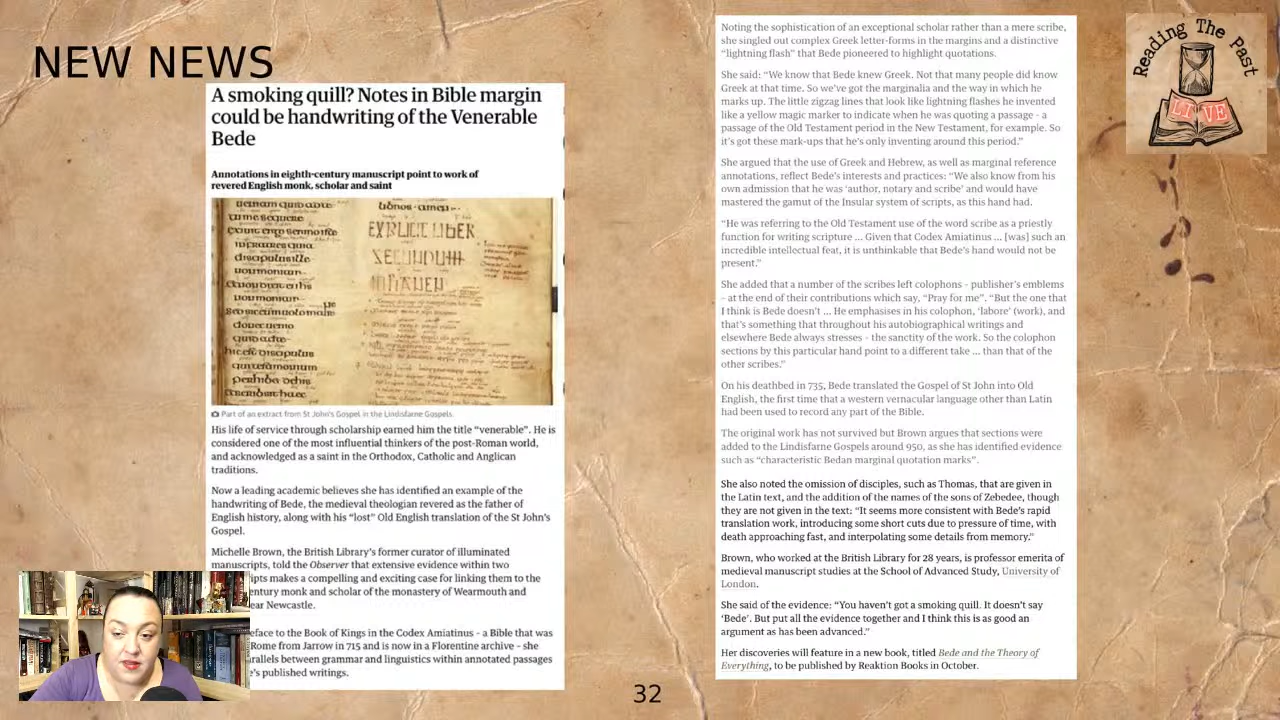 NEW NEWS
A smoking quill? Notes in Bible margin
could be handwriting of the Venerable
Bede
Annotations in eighth-century manuscript point to work of
revered English monk, scholar and saint
EXPLICIT LIBER
SECUNDUM
Part of an extract from St John's Gospel in the Lindisfarne Gospels.
His life of service through scholarship earned him the title “venerable”. He is
considered one of the most influential thinkers of the post-Roman world,
and acknowledged as a saint in the Orthodox, Catholic and Anglican
traditions.
Now a leading academic believes she has identified an example of the
handwriting of Bede, the medieval theologian revered as the father of
English history, along with his “lost” Old English translation of the St John's
Gospel.
Michelle Brown, the British Library's former curator of illuminated
manuscripts, told the Observer that extensive evidence within two
ipts makes a compelling and exciting case for linking them to the
entury monk and scholar of the monastery of Wearmouth and
ear Newcastle.
eface to the Book of Kings in the Codex Amiatinus – a Bible that was
Rome from Jarrow in 715 and is now in a Florentine archive – she
rallels between grammar and linguistics within annotated passages
e's published writings.
Noting the sophistication of an exceptional scholar rather than a mere scribe,
she singled out complex Greek letter-forms in the margins and a distinctive
“lightning flash” that Bede pioneered to highlight quotations.
She said: “We know that Bede knew Greek. Not that many people did know
Greek at that time. So we've got the marginalia and the way in which he
marks up. The little zigzag lines that look like lightning flashes he invented
like a yellow magic marker to indicate when he was quoting a passage – a
passage of the Old Testament period in the New Testament, for example. So
it's got these mark-ups that he's only inventing around this period.”
She argued that the use of Greek and Hebrew, as well as marginal reference
annotations, reflect Bede's interests and practices: “We also know from his
own admission that he was ‘author, notary and scribe’ and would have
mastered the gamut of the Insular system of scripts, as this hand had.
“He was referring to the Old Testament use of the word scribe as a priestly
function for writing scripture ... Given that Codex Amiatinus ... [was] such an
incredible intellectual feat, it is unthinkable that Bede's hand would not be
present.”
She added that a number of the scribes left colophons – publisher's emblems
– at the end of their contributions which say, “Pray for me”, “But the one that
I think is Bede doesn't ... He emphasises in his colophon, ‘labore’ (work), and
that's something that throughout his autobiographical writings and
elsewhere Bede always stresses – the sanctity of the work. So the colophon
sections by this particular hand point to a different take ... than that of the
other scribes.”
On his deathbed in 735, Bede translated the Gospel of St John into Old
English, the first time that a western vernacular language other than Latin
had been used to record any part of the Bible.
The original work has not survived but Brown argues that sections were
added to the Lindisfarne Gospels around 950, as she has identified evidence
such as “characteristic Bedan marginal quotation marks”.
She also noted the omission of disciples, such as Thomas, that are given in
the Latin text, and the addition of the names of the sons of Zebedee, though
they are not given in the text: “It seems more consistent with Bede's rapid
translation work, introducing some short cuts due to pressure of time, with
death approaching fast, and interpolating some details from memory.”
Brown, who worked at the British Library for 28 years, is professor emerita of
medieval manuscript studies at the School of Advanced Study, University of
London.
She said of the evidence: “You haven't got a smoking quill. It doesn't say
‘Bede’. But put all the evidence together and I think this is as good an
argument as has been advanced.”
Her discoveries will feature in a new book, titled Bede and the Theory of
Everything, to be published by Reaktion Books in October.
Reading The Past
LIVE
32